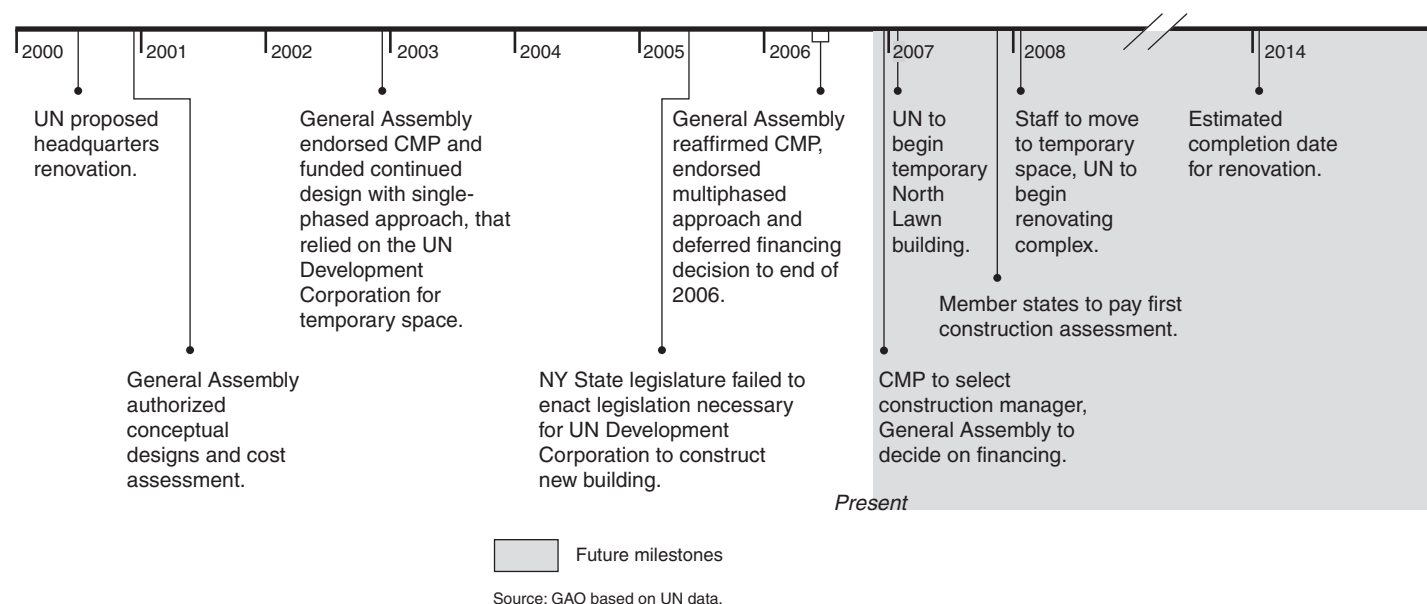 2000
2001
2002
2003
2004
2005
2006
2007
2008
2014
UN proposed
headquarters
renovation.
General Assembly
authorized
conceptual
designs and cost
assessment.
General Assembly
endorsed CMP and
funded continued
design with single-
phased approach, that
relied on the UN
Development
Corporation for
temporary space.
NY State legislature failed to
enact legislation necessary
for UN Development
Corporation to construct
new building.
General Assembly
reaffirmed CMP,
endorsed
multiphased
approach and
deferred financing
decision to end of
2006.
CMP to select
construction manager,
General Assembly to
decide on financing.
UN to
begin
temporary
North
Lawn
building.
Member states to pay first
construction assessment.
Staff to move
to temporary
space, UN to
begin
renovating
complex.
Estimated
completion date
for renovation.
Present
Future milestones
Source: GAO based on UN data.